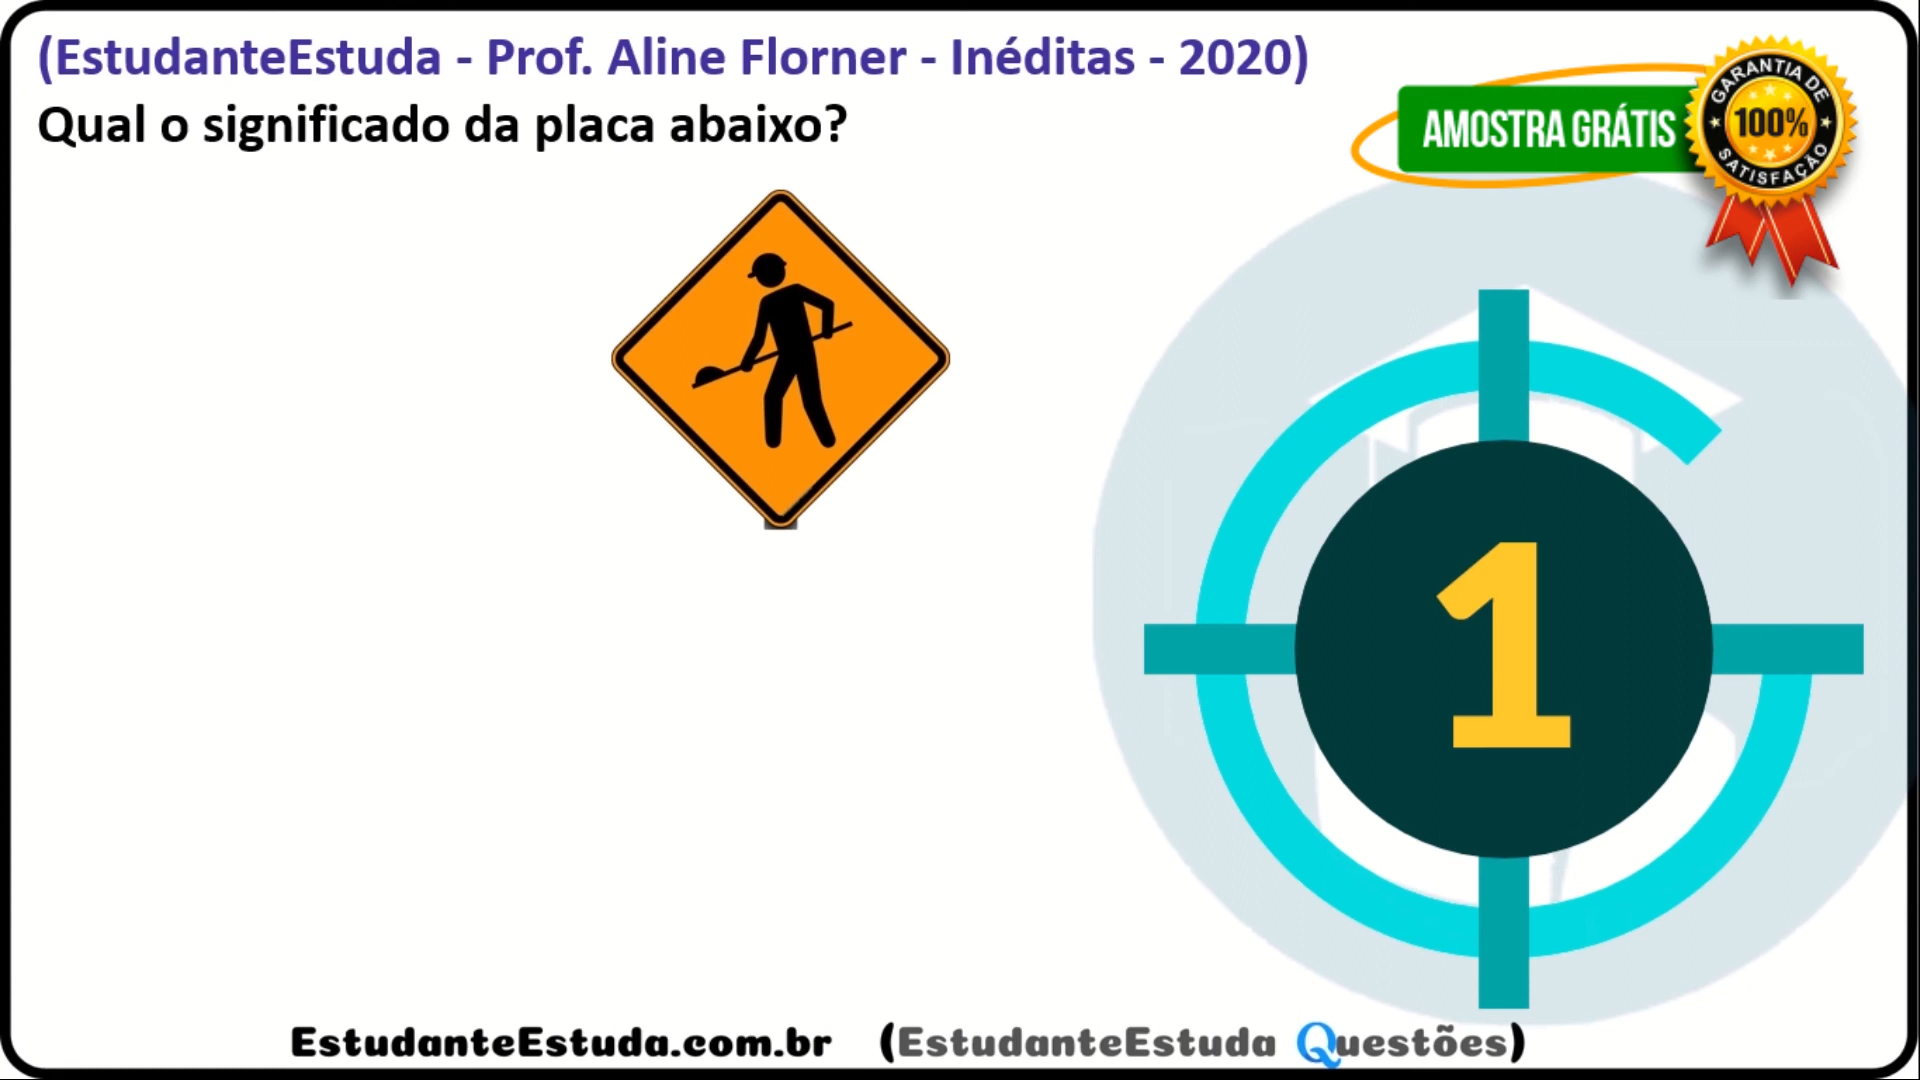 (EstudanteEstuda - Prof. Aline Florner - Inéditas - 2020)
Qual o significado da placa abaixo?
AMOSTRA GRÁTIS
GARANTIA DE
100%
SATISFAÇÃO
1
EstudanteEstuda.com.br (EstudanteEstuda Questões)